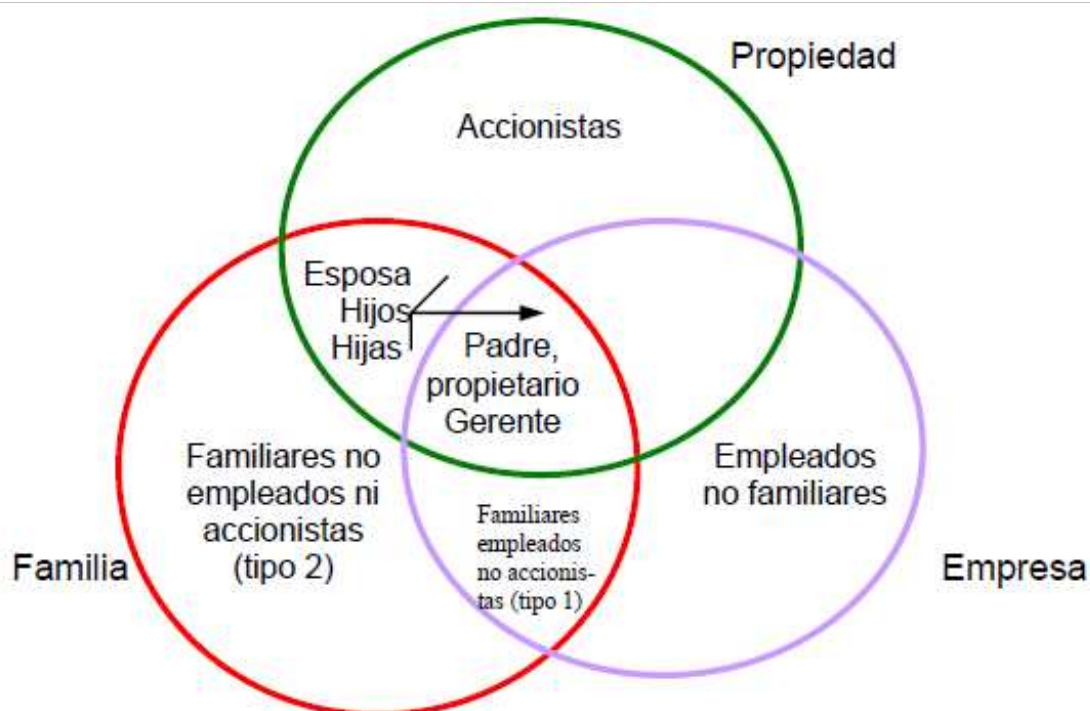 Propiedad
Accionistas
Esposa
Hijos
Hijas
Padre,
propietario
Gerente
Familiares no
empleados ni
accionistas
(tipo 2)
Familiares
empleados
no accionis-
tas (tipo 1)
Empleados
no familiares
Familia
Empresa